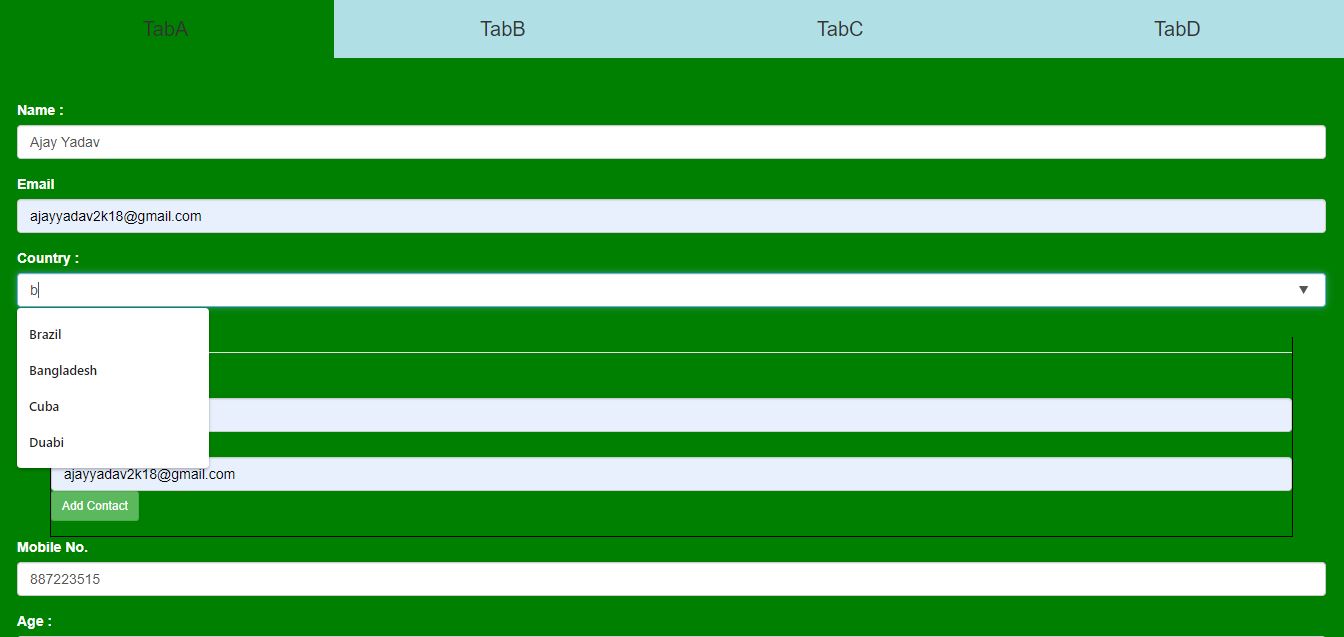 TabA TabB TabC TabD
Name :
Ajay Yadav
Email
ajayyadav2k18@gmail.com
Country :
b
Brazil
Bangladesh
Cuba
Duabi
ajayyadav2k18@gmail.com
Add Contact
Mobile No.
887223515
Age :